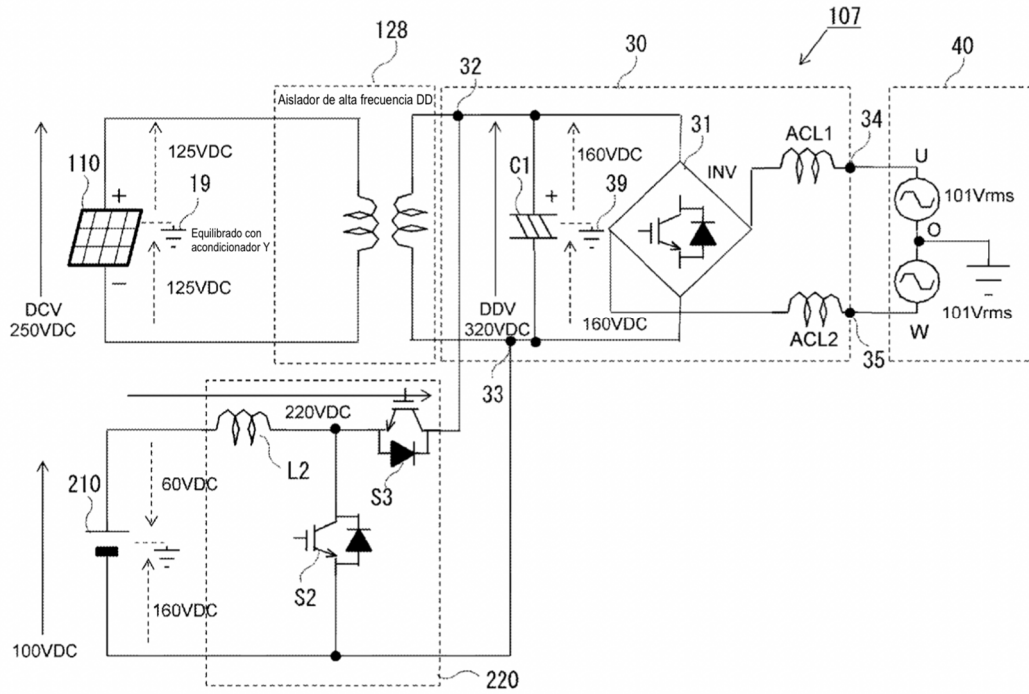 107
128
32
30
40
Aislador de alta frecuencia DD
31
ACL1
34
110
125VDC
160VDC
C1
INV
U
+
19
+
39
101Vrms
Equilibrado con
acondicionador Y
O
−
125VDC
DCV
250VDC
DDV
320VDC
160VDC
ACL2
101Vrms
W
33
35
220VDC
L2
S3
210
60VDC
S2
160VDC
100VDC
220